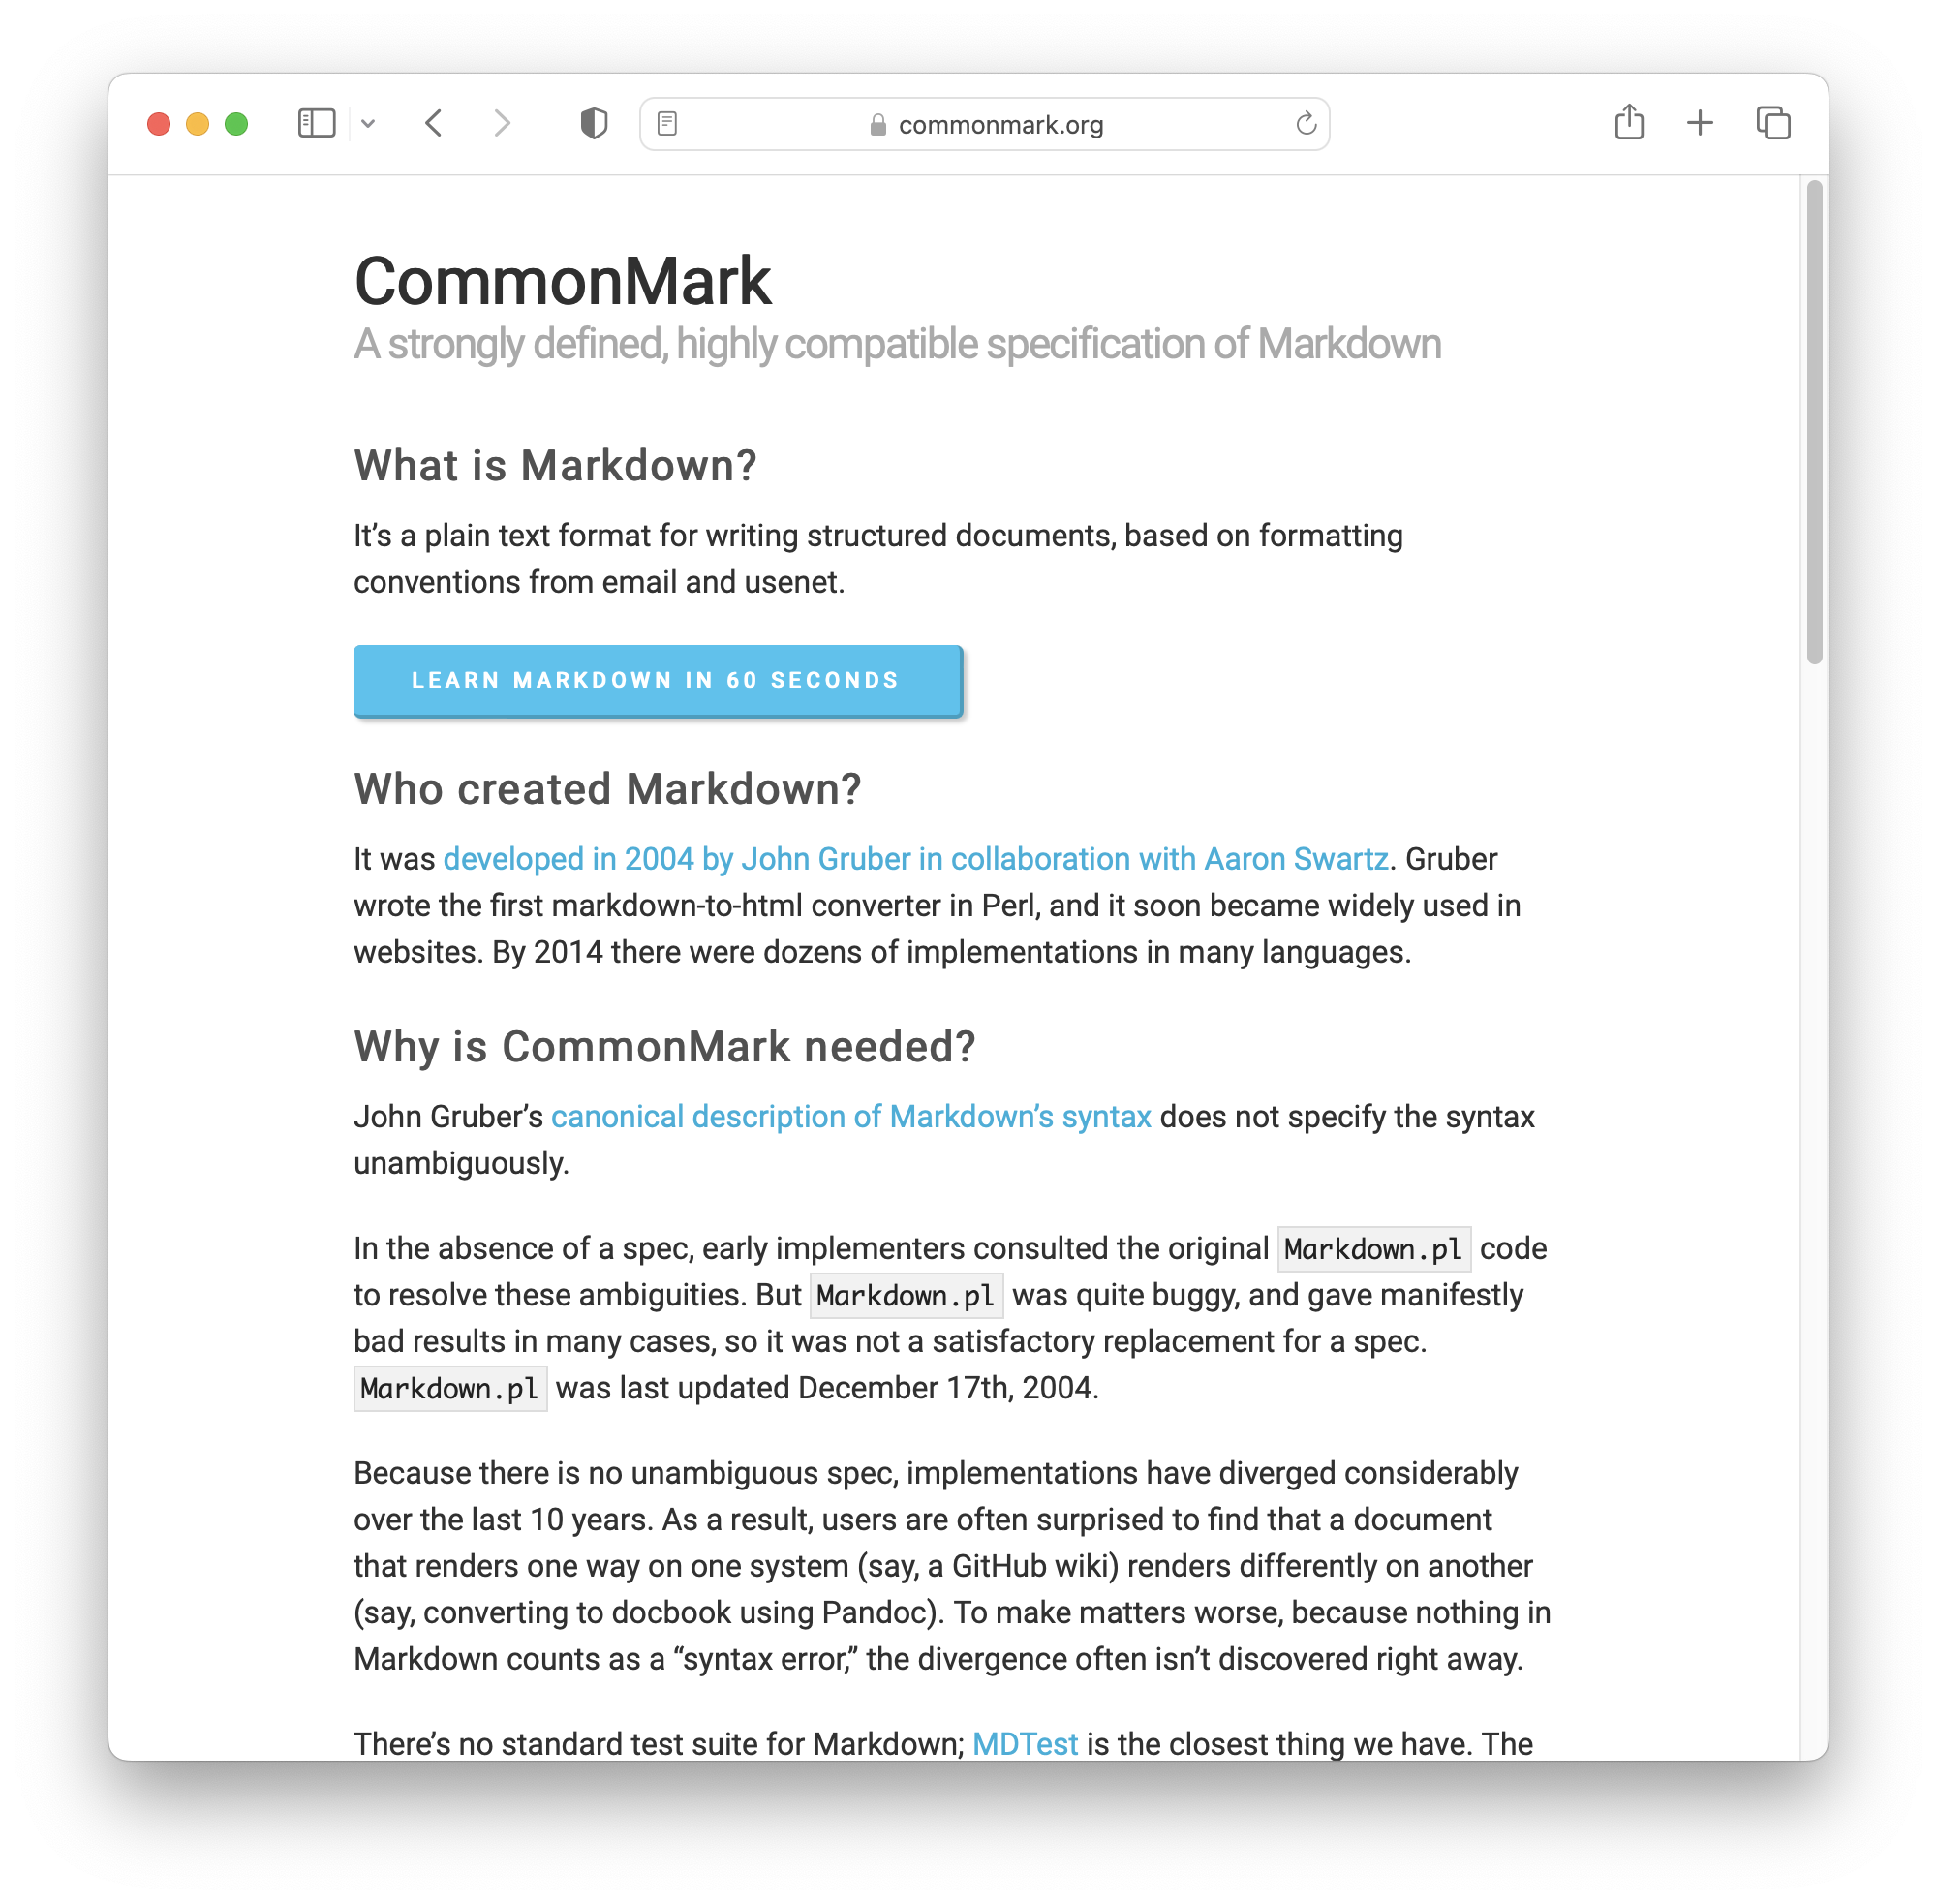 commonmark.org
CommonMark
A strongly defined, highly compatible specification of Markdown
What is Markdown?
It’s a plain text format for writing structured documents, based on formatting
conventions from email and usenet.
LEARN MARKDOWN IN 60 SECONDS
Who created Markdown?
It was developed in 2004 by John Gruber in collaboration with Aaron Swartz. Gruber
wrote the first markdown-to-html converter in Perl, and it soon became widely used in
websites. By 2014 there were dozens of implementations in many languages.
Why is CommonMark needed?
John Gruber’s canonical description of Markdown’s syntax does not specify the syntax
unambiguously.
In the absence of a spec, early implementers consulted the original Markdown.pl code
to resolve these ambiguities. But Markdown.pl was quite buggy, and gave manifestly
bad results in many cases, so it was not a satisfactory replacement for a spec.
Markdown.pl was last updated December 17th, 2004.
Because there is no unambiguous spec, implementations have diverged considerably
over the last 10 years. As a result, users are often surprised to find that a document
that renders one way on one system (say, a GitHub wiki) renders differently on another
(say, converting to docbook using Pandoc). To make matters worse, because nothing in
Markdown counts as a “syntax error,” the divergence often isn’t discovered right away.
There’s no standard test suite for Markdown; MDTest is the closest thing we have. The